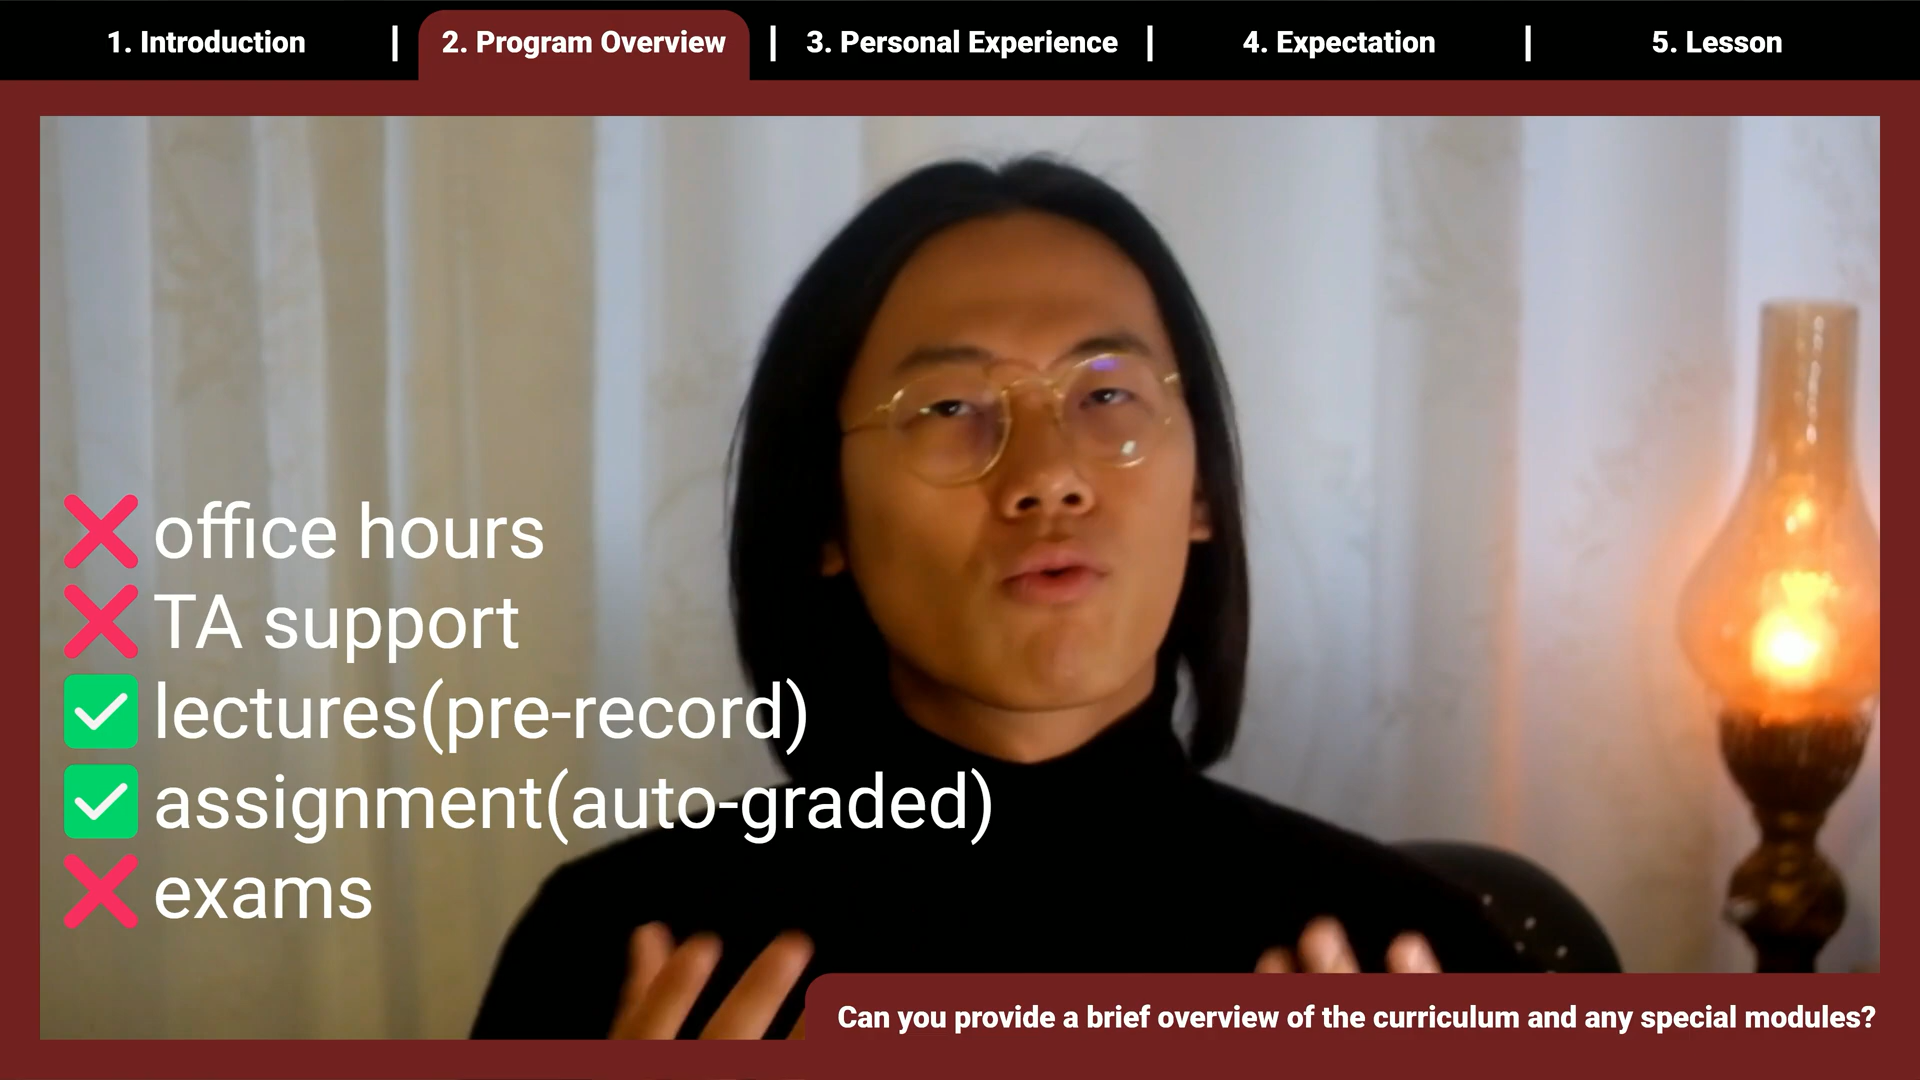 1. Introduction | 2. Program Overview | 3. Personal Experience | 4. Expectation | 5. Lesson
❌ office hours
❌ TA support
✅ lectures(pre-record)
✅ assignment(auto-graded)
❌ exams
Can you provide a brief overview of the curriculum and any special modules?